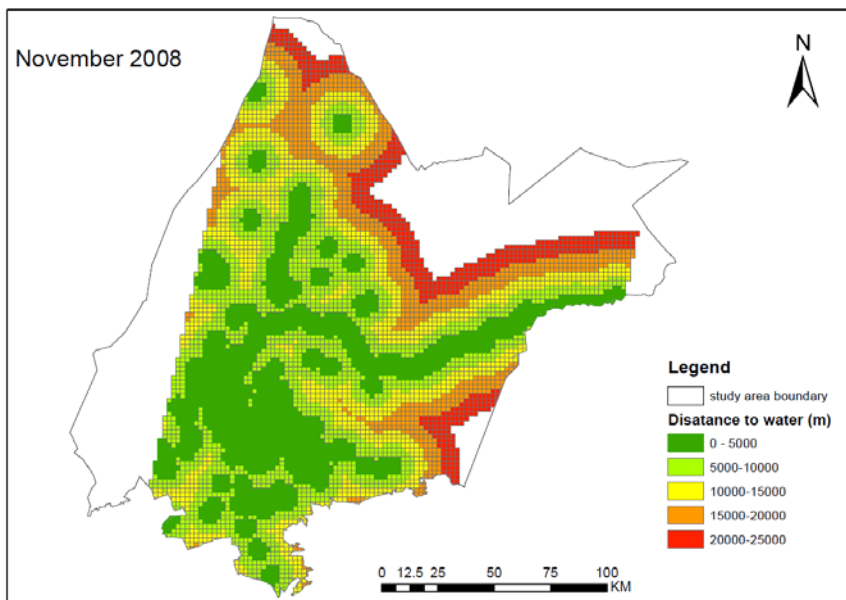 November 2008
N
Legend
study area boundary
Disatance to water (m)
0 - 5000
5000-10000
10000-15000
15000-20000
20000-25000
0 12.5 25 50 75 100
KM